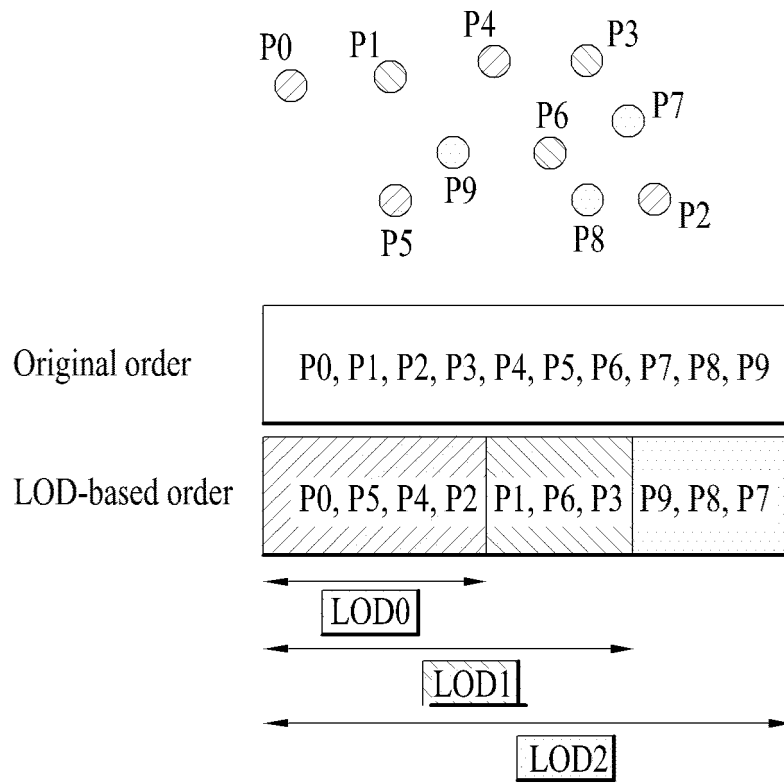 P4
P3
P0
P1
P6
P7
P9
P5
P8
P2
Original order
P0, P1, P2, P3, P4, P5, P6, P7, P8, P9
LOD-based order
P0, P5, P4, P2
P1, P6, P3
P9, P8, P7
LOD0
LOD1
LOD2